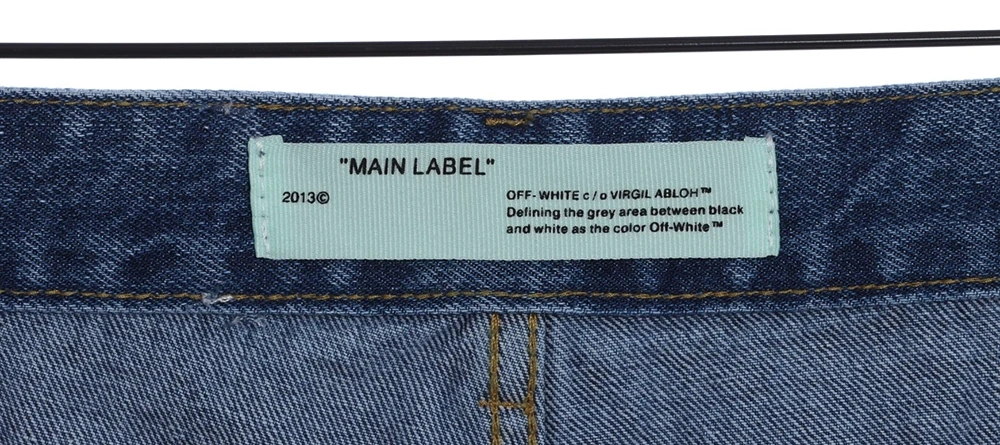 "MAIN LABEL"
2013©
OFF-WHITE c/o VIRGIL ABLOH™
Defining the grey area between black
and white as the color Off-White™